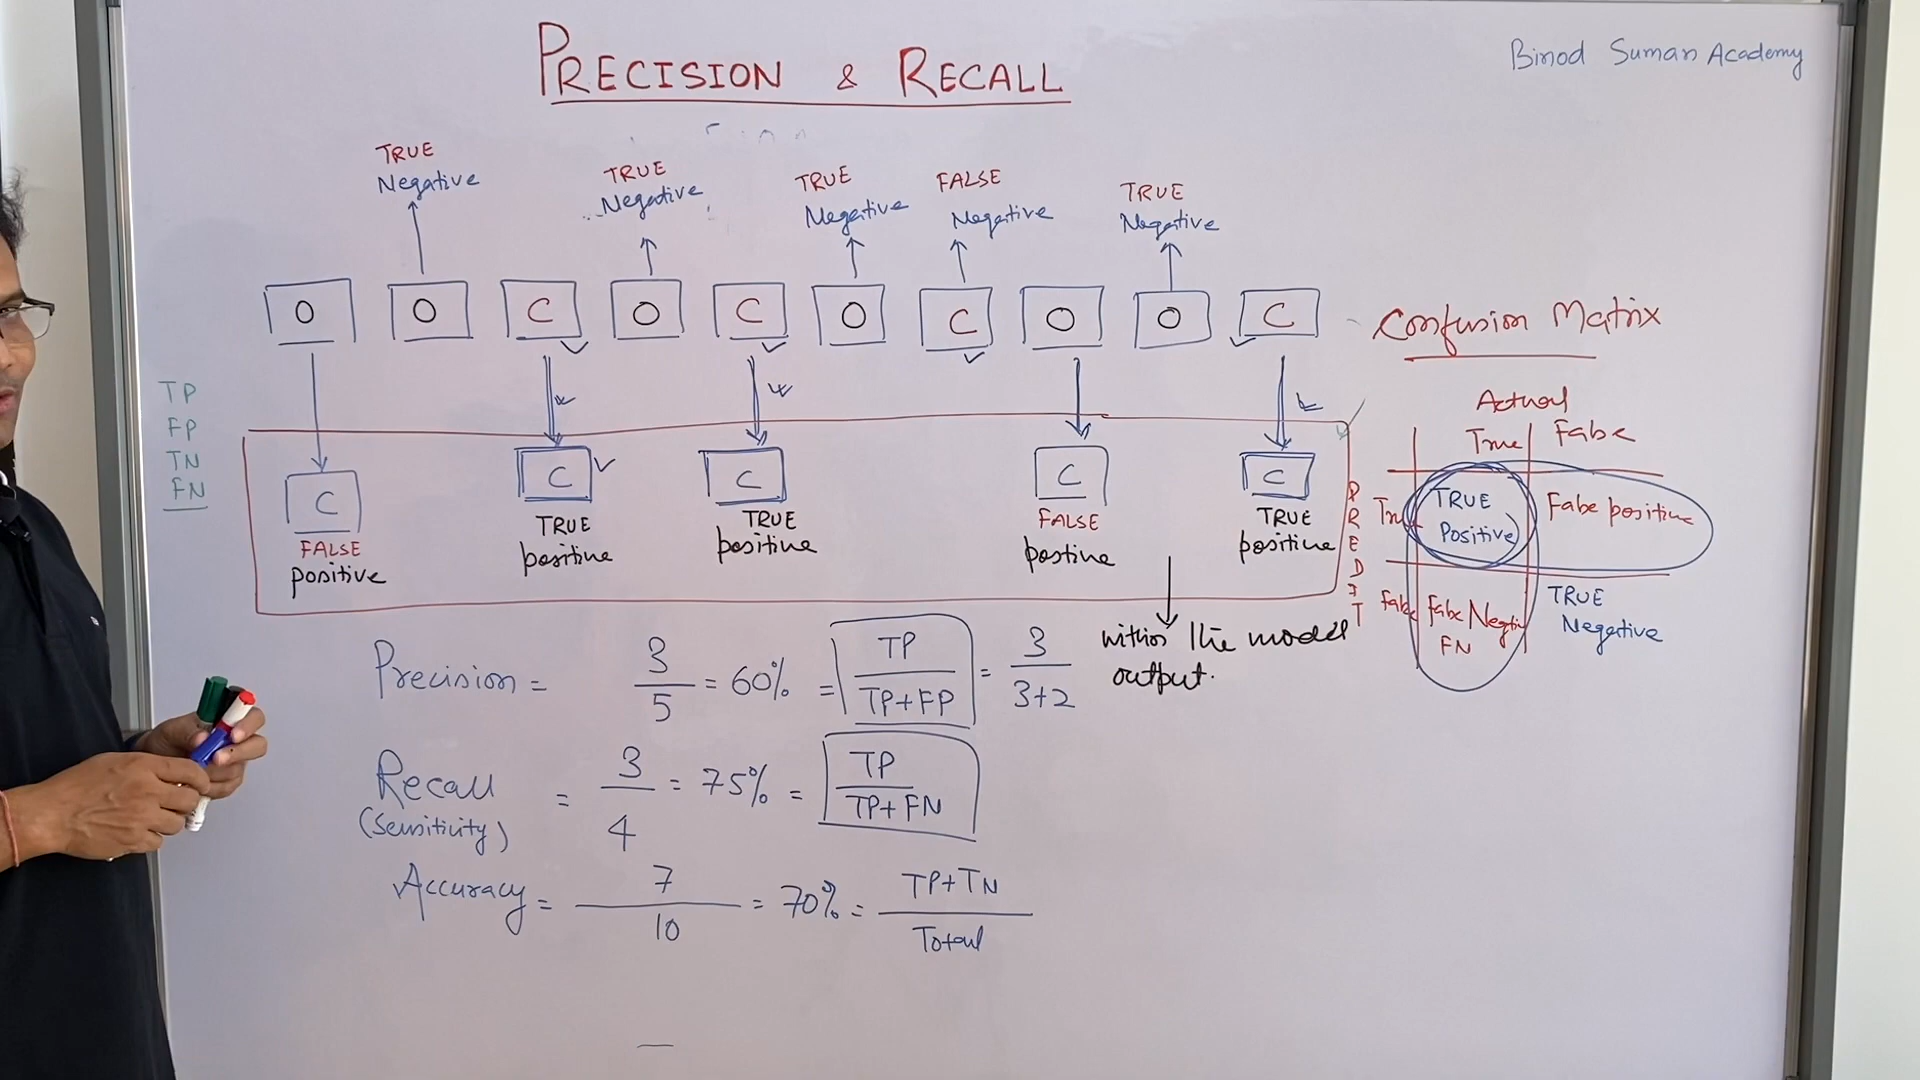 PRECISION & RECALL
Binod Suman Academy
TRUE
Negative
TRUE
Negative
TRUE
Negative
FALSE
Negative
TRUE
Negative
O O C O C O C O O C
Confusion Matrix
TP
FP
TN
FN
Actual
True False
C C C C C
FALSE
positive
TRUE
positive
TRUE
positive
FALSE
positive
TRUE
positive
PREDICT
True TRUE Positive False positive
False False Negative FN TRUE Negative
Precision = 3/5 = 60% = TP/TP+FP = 3/3+2
within the model
output.
Recall = 3/4 = 75% = TP/TP+FN
(Sensitivity)
Accuracy = 7/10 = 70% = TP+TN/Total